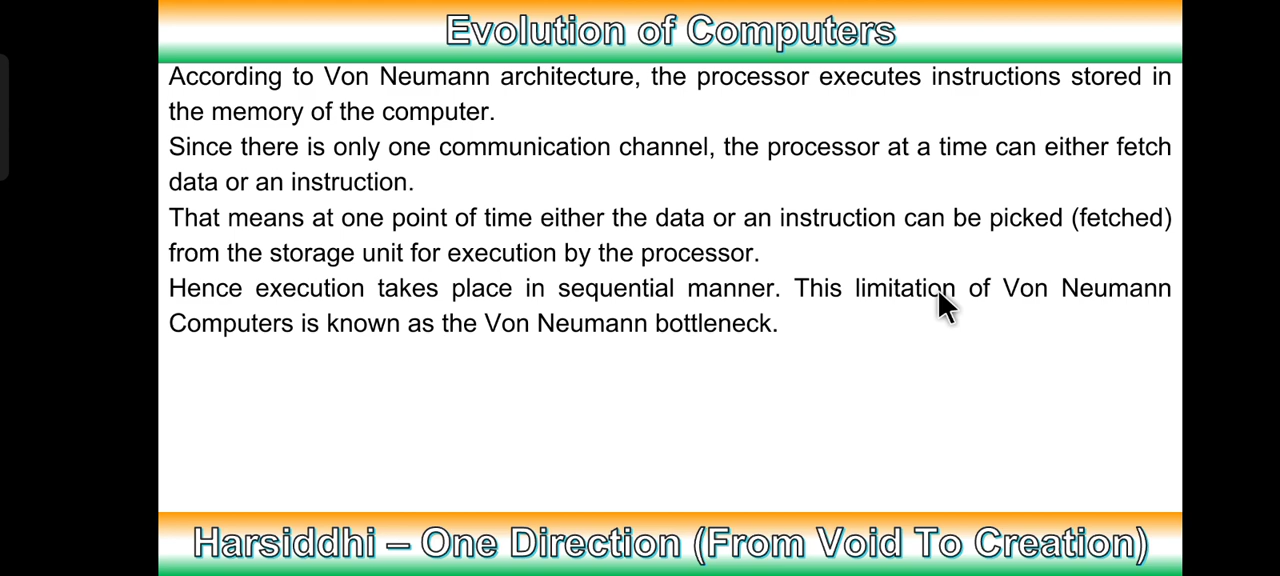 Evolution of Computers
According to Von Neumann architecture, the processor executes instructions stored in
the memory of the computer.
Since there is only one communication channel, the processor at a time can either fetch
data or an instruction.
That means at one point of time either the data or an instruction can be picked (fetched)
from the storage unit for execution by the processor.
Hence execution takes place in sequential manner. This limitation of Von Neumann
Computers is known as the Von Neumann bottleneck.
Harsiddhi – One Direction (From Void To Creation)